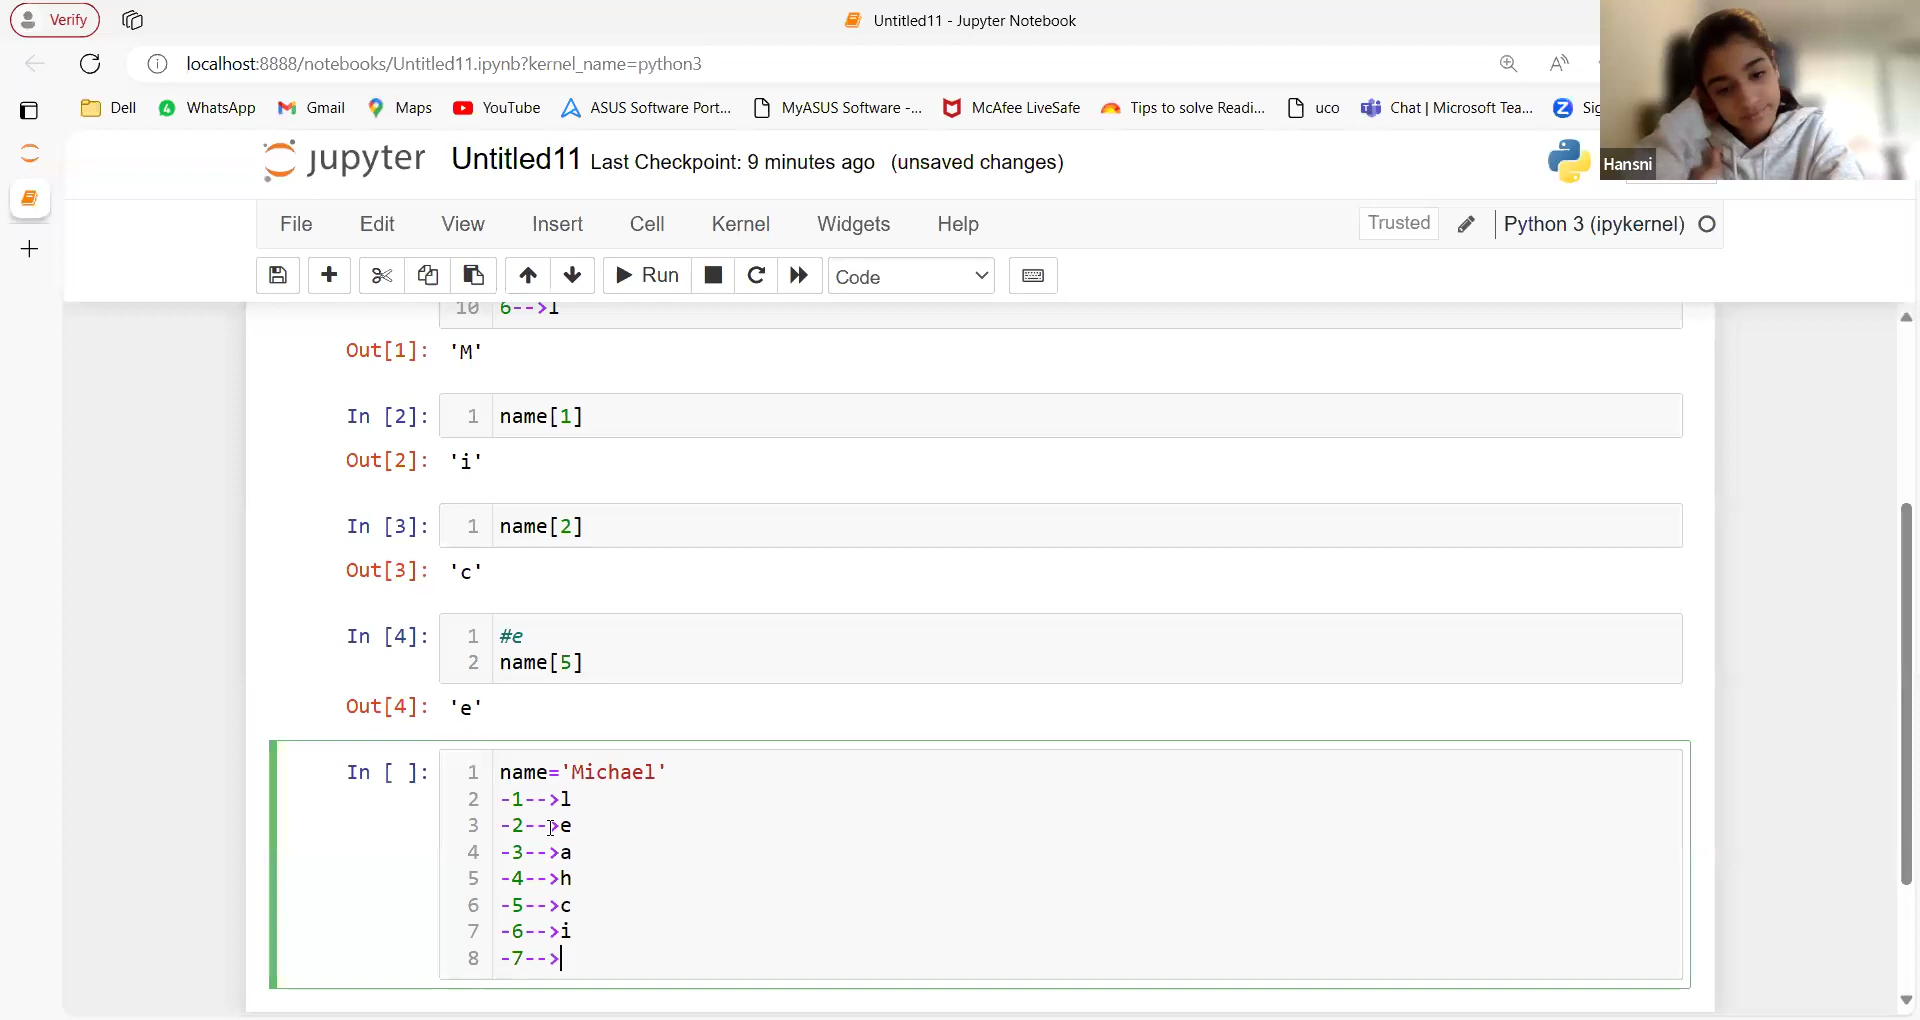 Verify
Untitled11 - Jupyter Notebook
localhost:8888/notebooks/Untitled11.ipynb?kernel_name=python3
Dell WhatsApp Gmail Maps YouTube ASUS Software Port... MyASUS Software -... McAfee LiveSafe Tips to solve Readi... uco Chat | Microsoft Tea...
Hansni
jupyter Untitled11 Last Checkpoint: 9 minutes ago (unsaved changes)
File Edit View Insert Cell Kernel Widgets Help Trusted Python 3 (ipykernel)
Run Code
10 6-->l
Out[1]: 'M'
In [2]: 1 name[1]
Out[2]: 'i'
In [3]: 1 name[2]
Out[3]: 'c'
In [4]: 1 #e
2 name[5]
Out[4]: 'e'
In [ ]: 1 name='Michael'
2 -1-->l
3 -2-->e
4 -3-->a
5 -4-->h
6 -5-->c
7 -6-->i
8 -7-->